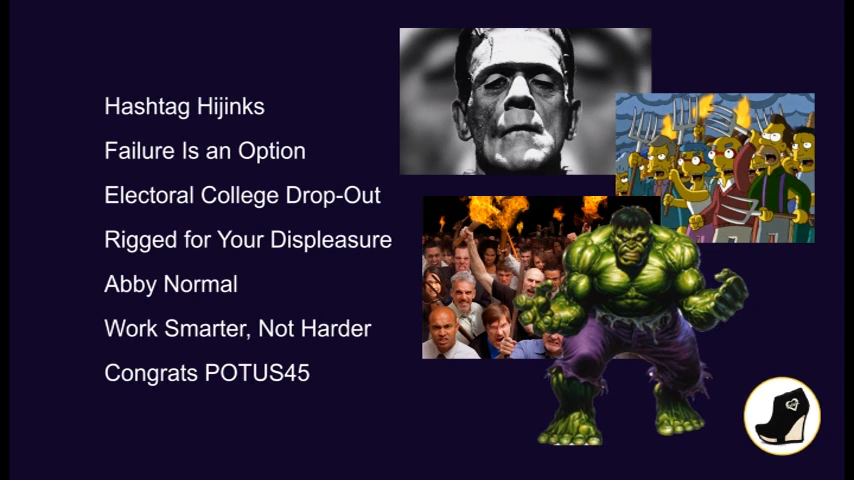 Hashtag Hijinks
Failure Is an Option
Electoral College Drop-Out
Rigged for Your Displeasure
Abby Normal
Work Smarter, Not Harder
Congrats POTUS45